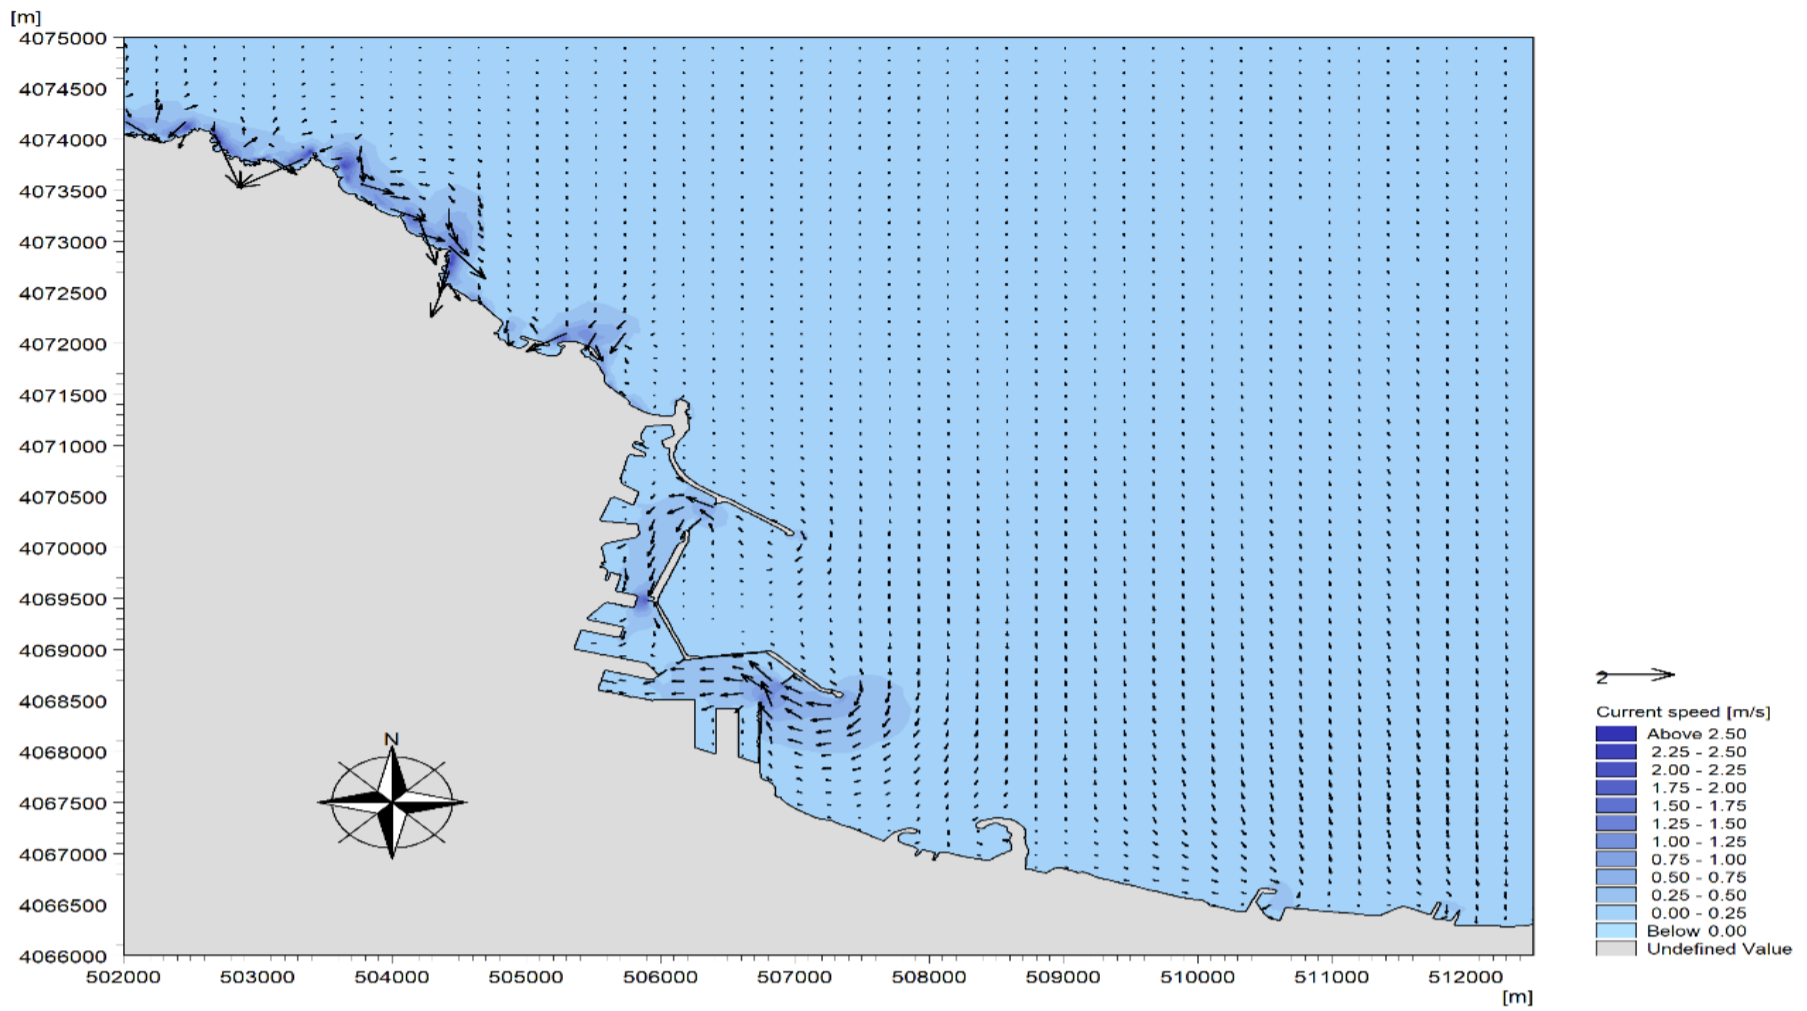 [m]
4075000
4074500
4074000
4073500
4073000
4072500
4072000
4071500
4071000
4070500
4070000
4069500
4069000
4068500
4068000
4067500
4067000
4066500
4066000
502000 503000 504000 505000 506000 507000 508000 509000 510000 511000 512000
[m]
N
2
Current speed [m/s]
Above 2.50
2.25 - 2.50
2.00 - 2.25
1.75 - 2.00
1.50 - 1.75
1.25 - 1.50
1.00 - 1.25
0.75 - 1.00
0.50 - 0.75
0.25 - 0.50
0.00 - 0.25
Below 0.00
Undefined Value